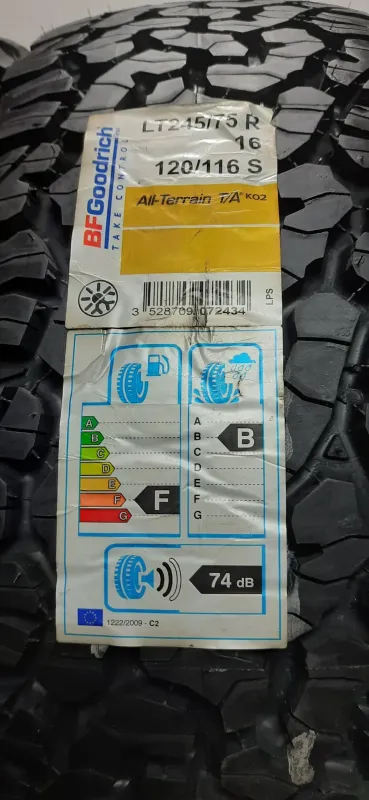 BFGoodrich
TAKE CONTROL
LT245/75 R
16
120/116 S
All-Terrain T/A® KO2
LPS
3 528709 072434
A
B
C
D
E
F
G
F
A
B
C
D
E
F
G
B
74 dB
1222/2009 - C2